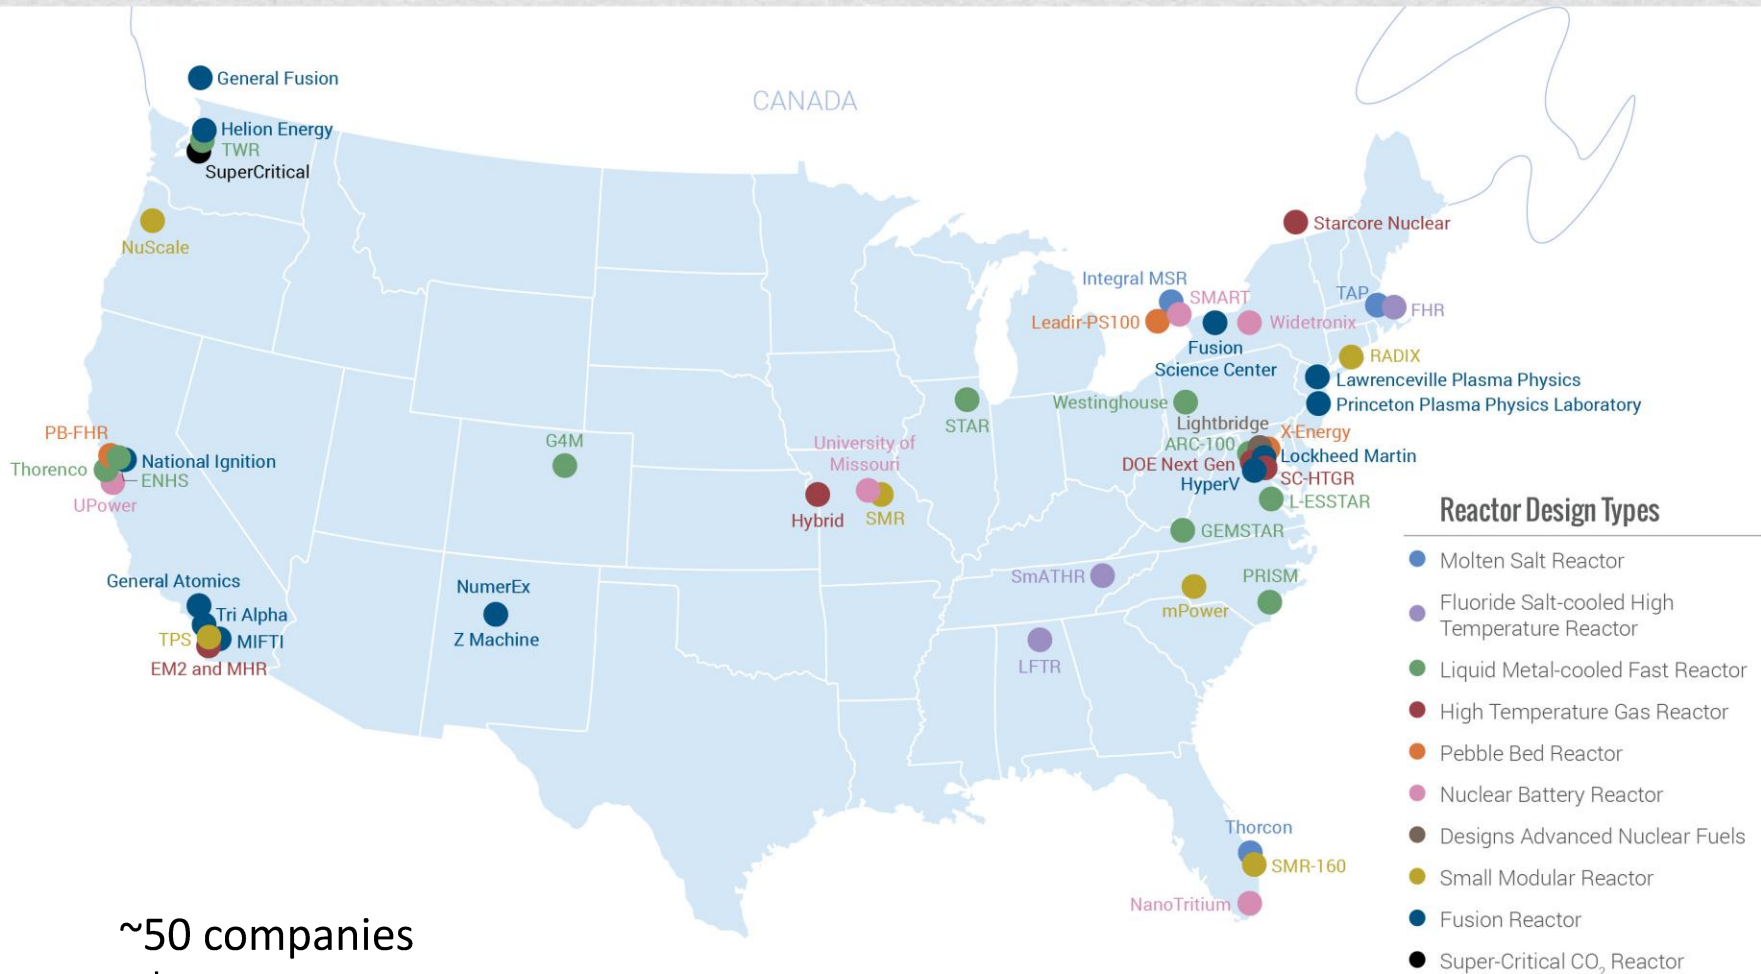 CANADA
General Fusion
Helion Energy
TWR
SuperCritical
NuScale
Starcore Nuclear
Integral MSR
SMART
Leadir-PS100
Fusion
Science Center
Widetronix
TAP
FHR
RADIX
Lawrenceville Plasma Physics
Princeton Plasma Physics Laboratory
Westinghouse
Lightbridge
X-Energy
ARC-100
Lockheed Martin
DOE Next Gen
SC-HTGR
HyperV
L-ESSTAR
GEMSTAR
STAR
G4M
University of
Missouri
Hybrid
SMR
PB-FHR
National Ignition
Thorenco
ENHS
UPower
General Atomics
Tri Alpha
TPS
MIFTI
EM2 and MHR
NumerEx
Z Machine
SmATHR
mPower
PRISM
LFTR
Thorcon
SMR-160
NanoTritium
Reactor Design Types
Molten Salt Reactor
Fluoride Salt-cooled High
Temperature Reactor
Liquid Metal-cooled Fast Reactor
High Temperature Gas Reactor
Pebble Bed Reactor
Nuclear Battery Reactor
Designs Advanced Nuclear Fuels
Small Modular Reactor
Fusion Reactor
Super-Critical CO₂ Reactor
~50 companies